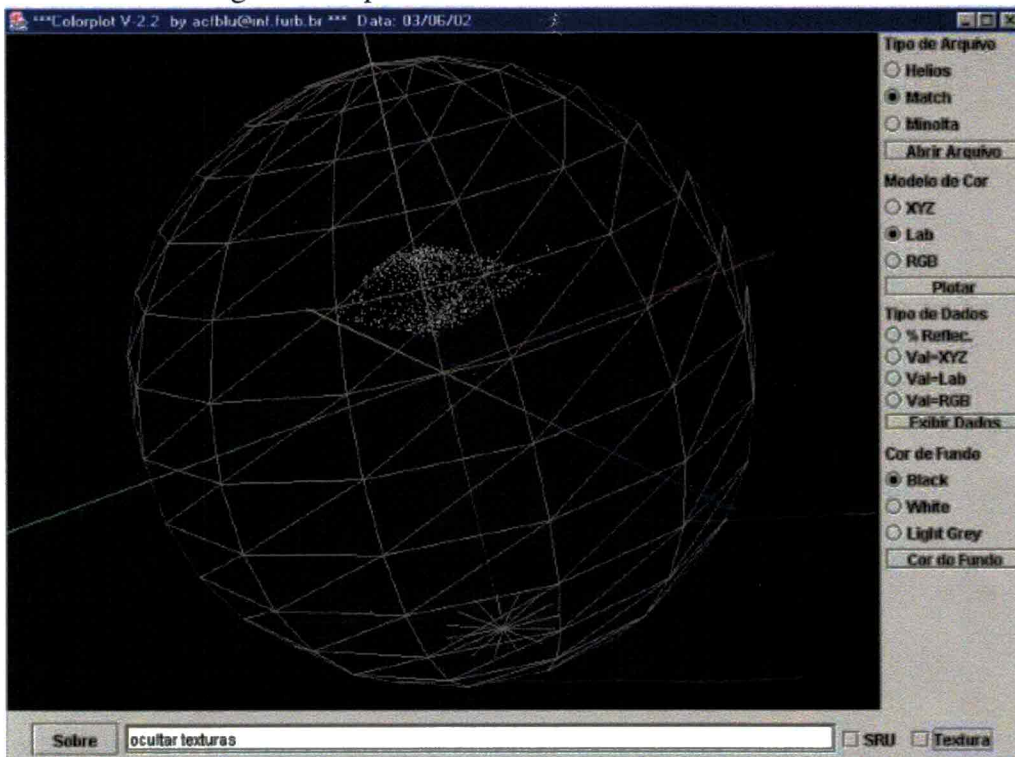 ***Colorplot V-2.2 by acfblu@inf.furb.br *** Data: 03/06/02
Tipo de Arquivo
Helios
Match
Minolta
Abrir Arquivo
Modelo de Cor
XYZ
Lab
RGB
Plotar
Tipo de Dados
% Reflec.
Val=XYZ
Val=Lab
Val=RGB
Exibir Dados
Cor de Fundo
Black
White
Light Grey
Cor do Fundo
Sobre ocultar texturas SRU Textura